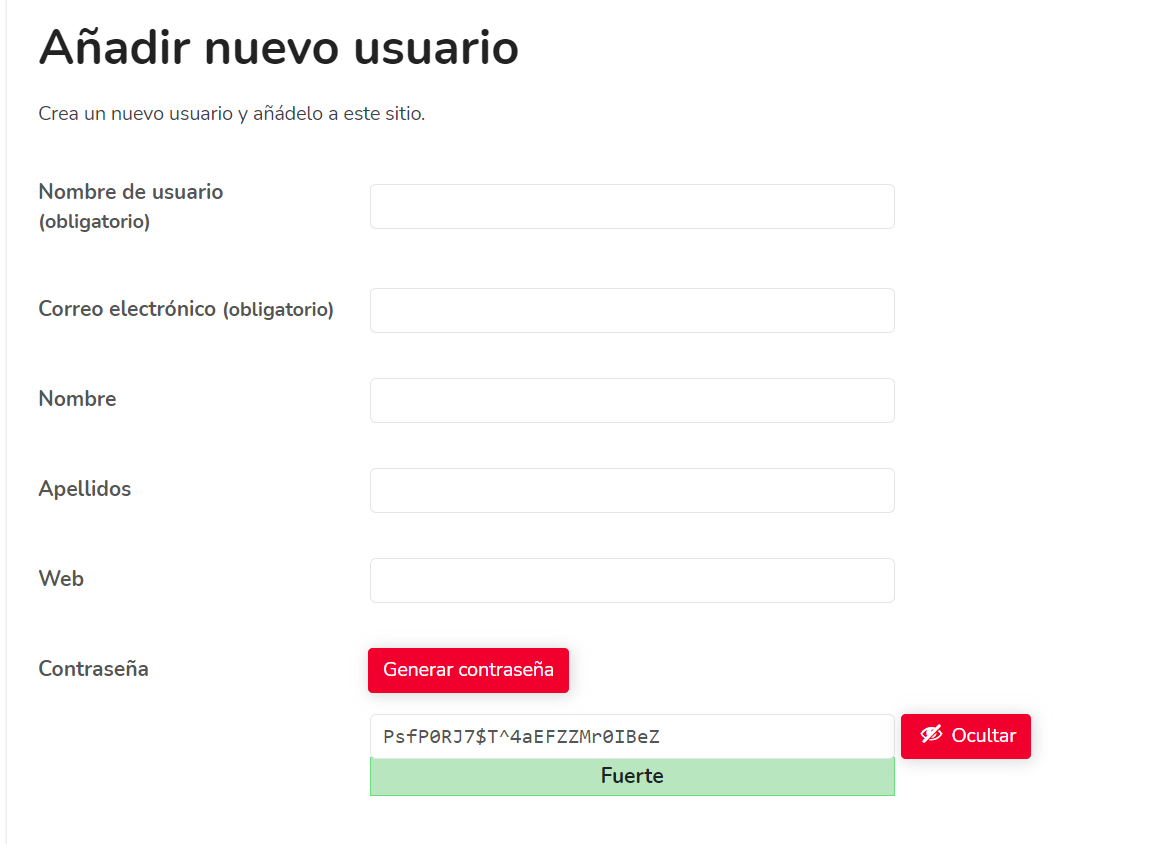 Añadir nuevo usuario
Crea un nuevo usuario y añádelo a este sitio.
Nombre de usuario
(obligatorio)
Correo electrónico (obligatorio)
Nombre
Apellidos
Web
Contraseña
Generar contraseña
PsfP0RJ7$T^4aEFZZMr0IBeZ
Ocultar
Fuerte